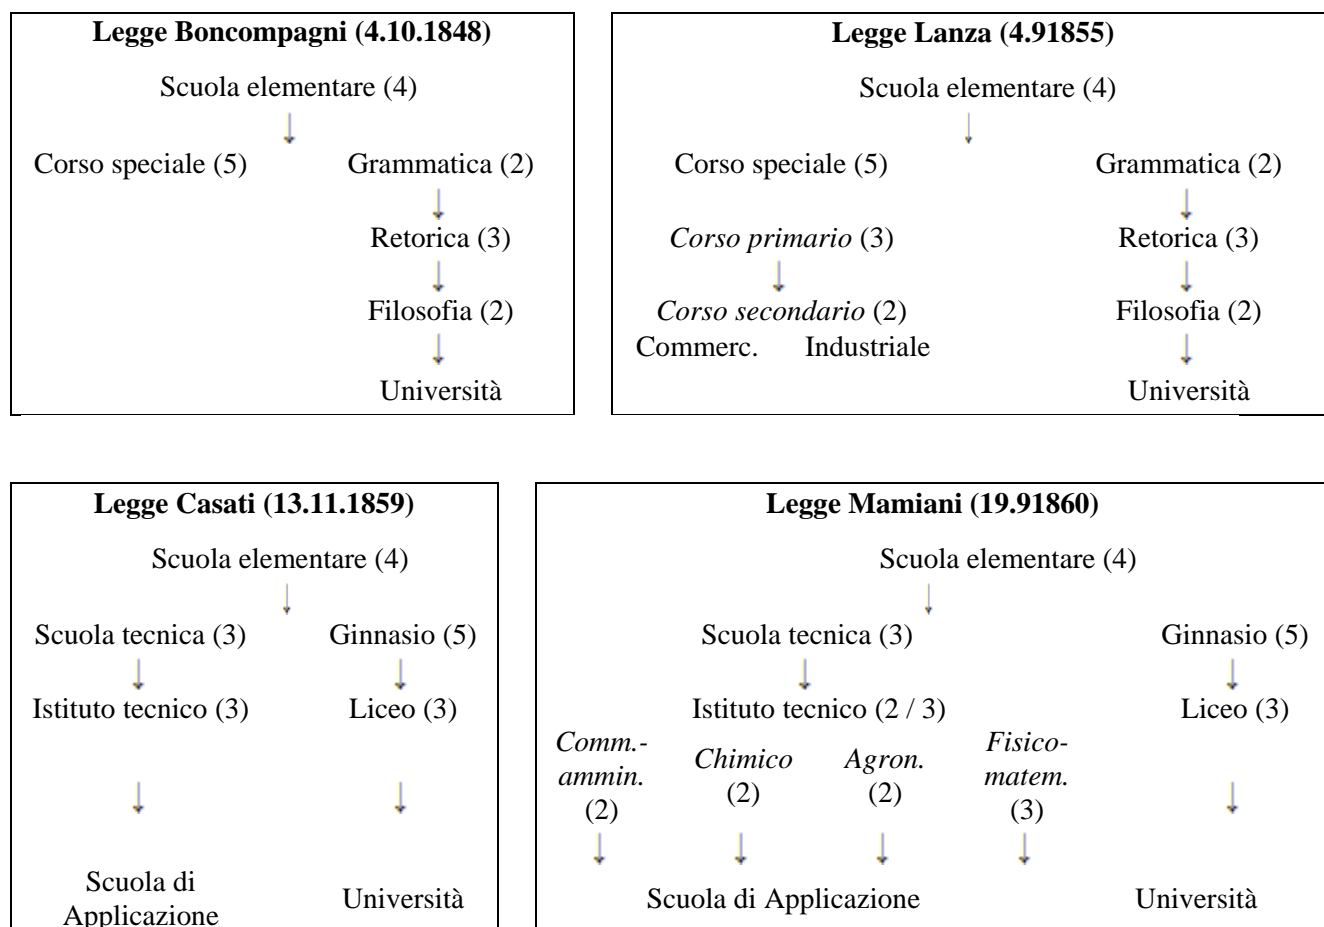 Legge Boncompagni (4.10.1848)
Scuola elementare (4)
Corso speciale (5) Grammatica (2)
Retorica (3)
Filosofia (2)
Università
Legge Lanza (4.91855)
Scuola elementare (4)
Corso speciale (5) Grammatica (2)
Corso primario (3) Retorica (3)
Corso secondario (2) Filosofia (2)
Commerc. Industriale
Università
Legge Casati (13.11.1859)
Scuola elementare (4)
Scuola tecnica (3) Ginnasio (5)
Istituto tecnico (3) Liceo (3)
Scuola di
Applicazione
Università
Legge Mamiani (19.91860)
Scuola elementare (4)
Scuola tecnica (3) Ginnasio (5)
Istituto tecnico (2 / 3) Liceo (3)
Comm.-
ammin.
(2)
Chimico
(2)
Agron.
(2)
Fisico-
matem.
(3)
Scuola di Applicazione Università